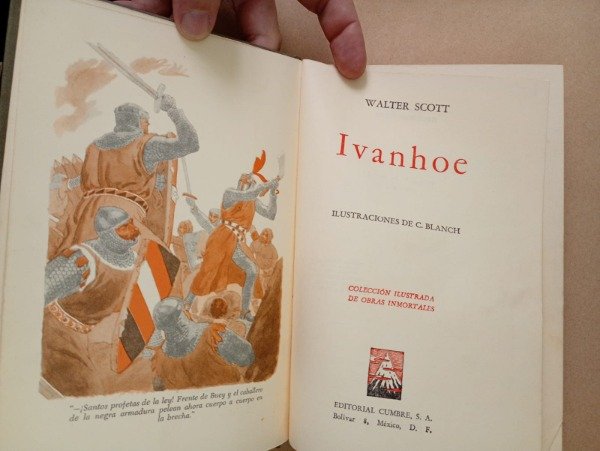 "—¡Santos profetas de la ley! Frente de Boey y el caballero
de la negra armadura pelean ahora cuerpo a cuerpo en
la brecha."
WALTER SCOTT
Ivanhoe
ILUSTRACIONES DE C. BLANCH
COLECCIÓN ILUSTRADA
DE OBRAS INMORTALES
EDITORIAL CUMBRE, S. A.
Bolívar 8, México, D. F.